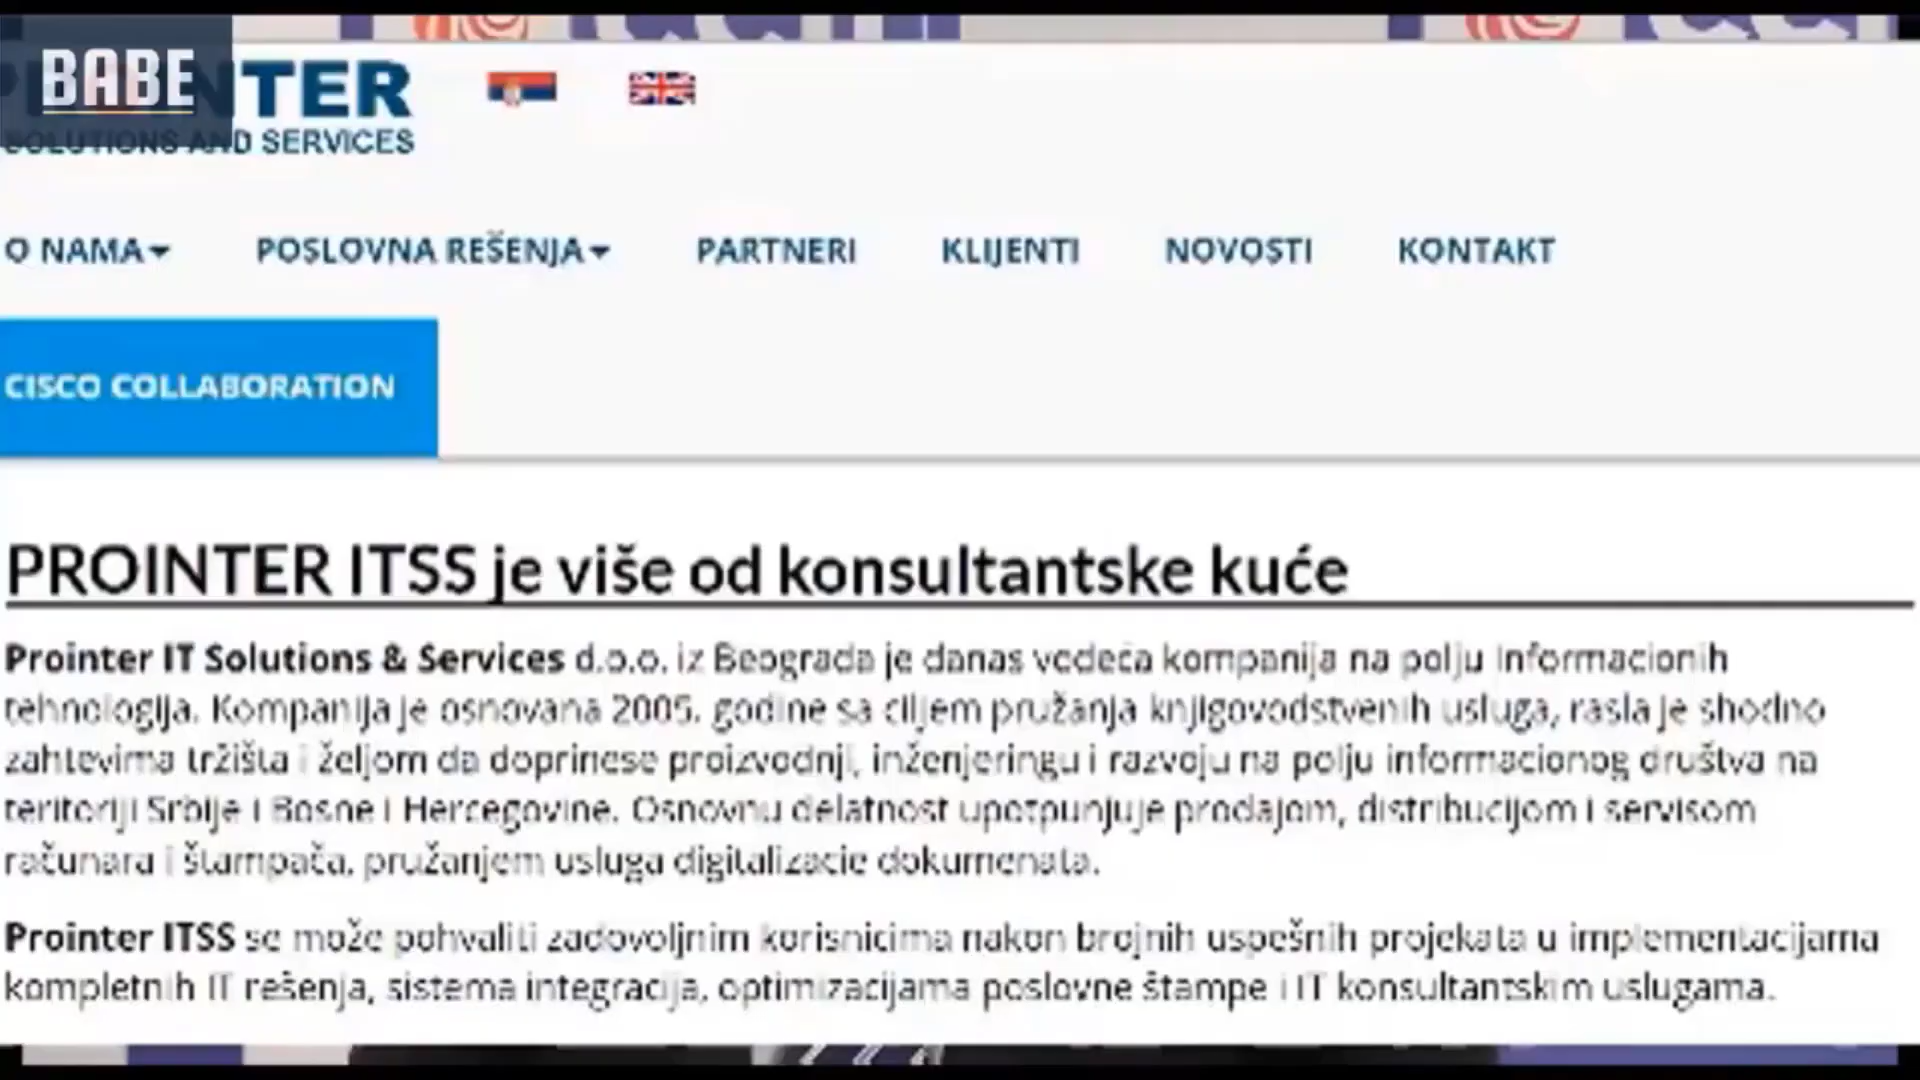 BABE
NTER
SOLUTIONS AND SERVICES
O NAMA
POSLOVNA REŠENJA
PARTNERI
KLIJENTI
NOVOSTI
KONTAKT
CISCO COLLABORATION
PROINTER ITSS je više od konsultantske kuće
Prointer IT Solutions & Services d.o.o. iz Beograda je danas vodeća kompanija na polju Informacionih
tehnologija. Kompanija je osnovana 2005. godine sa ciljem pružanja knjigovodstvenih usluga, rasla je shodno
zahtevima tržišta i željom da doprinese proizvodnji, inženjeringu i razvoju na polju informacionog društva na
teritoriji Srbije i Bosne i Hercegovine. Osnovnu delatnost upotpunjuje prodajom, distribucijom i servisom
računara i štampača, pružanjem usluga digitalizacie dokumenata.
Prointer ITSS se može pohvaliti zadovoljnim korisnicima nakon brojnih uspešnih projekata u implementacijama
kompletnih IT rešenja, sistema integracija, optimizacijama poslovne štampe i IT konsultantskim uslugama.